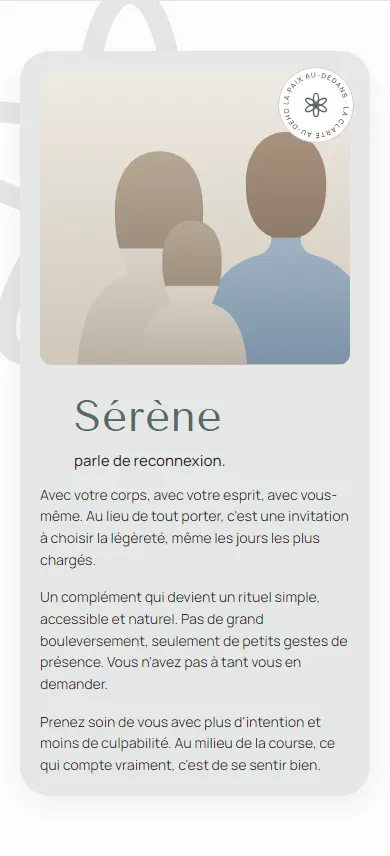 LA PAIX AU-DEDANS · LA CLARTÉ AU-DEHO
Sérène
parle de reconnexion.
Avec votre corps, avec votre esprit, avec vous-
même. Au lieu de tout porter, c'est une invitation
à choisir la légèreté, même les jours les plus
chargés.
Un complément qui devient un rituel simple,
accessible et naturel. Pas de grand
bouleversement, seulement de petits gestes de
présence. Vous n'avez pas à tant vous en
demander.
Prenez soin de vous avec plus d'intention et
moins de culpabilité. Au milieu de la course, ce
qui compte vraiment, c'est de se sentir bien.